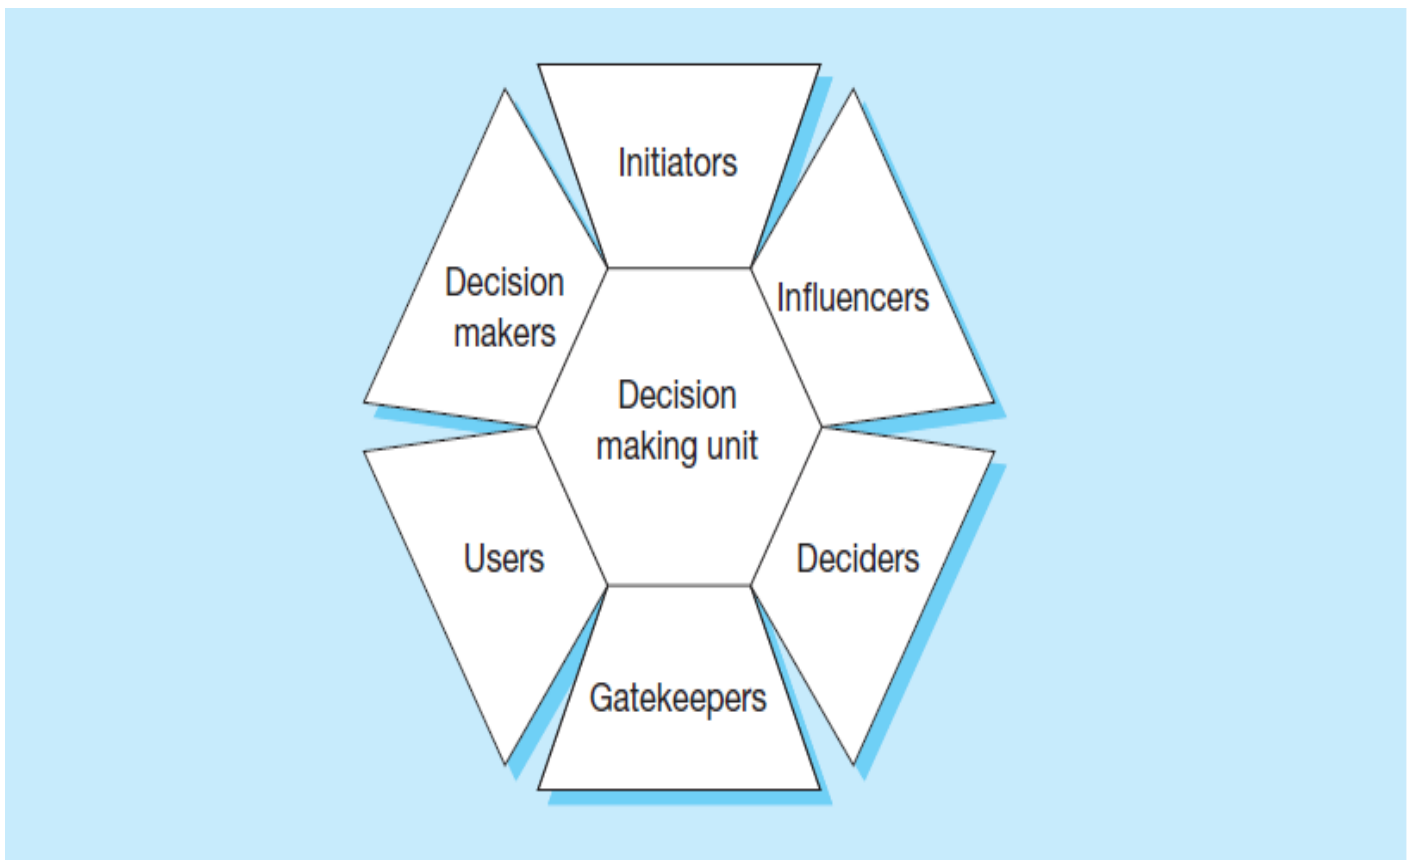 Initiators
Decision
makers
Influencers
Decision
making unit
Users
Deciders
Gatekeepers